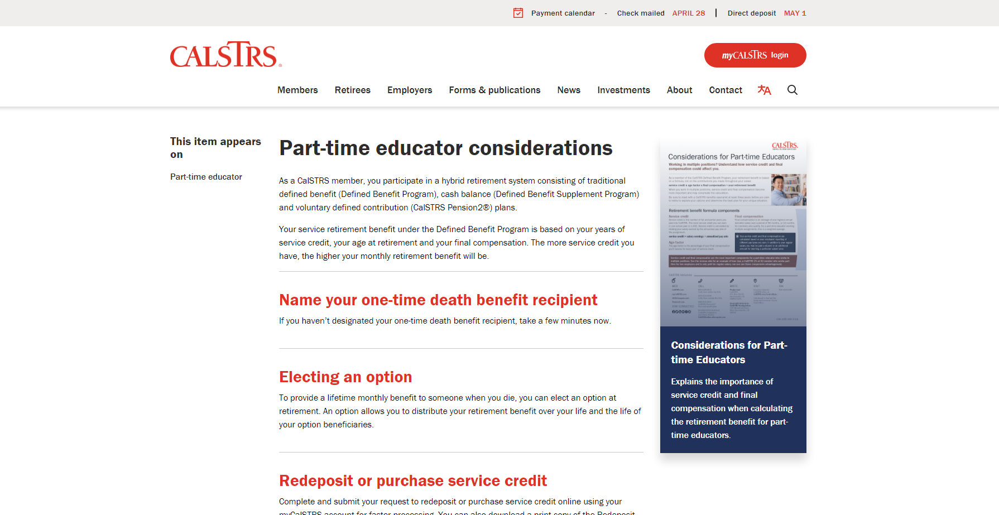 Payment calendar - Check mailed APRIL 28 | Direct deposit MAY 1
CALSTRS®
myCALSTRS login
Members Retirees Employers Forms & publications News Investments About Contact
This item appears
on
Part-time educator
Part-time educator considerations
As a CalSTRS member, you participate in a hybrid retirement system consisting of traditional
defined benefit (Defined Benefit Program), cash balance (Defined Benefit Supplement Program)
and voluntary defined contribution (CalSTRS Pension2®) plans.
Your service retirement benefit under the Defined Benefit Program is based on your years of
service credit, your age at retirement and your final compensation. The more service credit you
have, the higher your monthly retirement benefit will be.
Name your one-time death benefit recipient
If you haven’t designated your one-time death benefit recipient, take a few minutes now.
Electing an option
To provide a lifetime monthly benefit to someone when you die, you can elect an option at
retirement. An option allows you to distribute your retirement benefit over your life and the life of
your option beneficiaries.
Redeposit or purchase service credit
Complete and submit your request to redeposit or purchase service credit online using your
myCalSTRS account for faster processing. You can also download a print copy of the Redeposit
CALSTRS
Considerations for Part-time Educators
Working in multiple positions? Understand how service credit and final
compensation could affect you.
Retirement benefit formula components
Service credit
Final compensation
Age factor
Considerations for Part-
time Educators
Explains the importance of
service credit and final
compensation when calculating
the retirement benefit for part-
time educators.